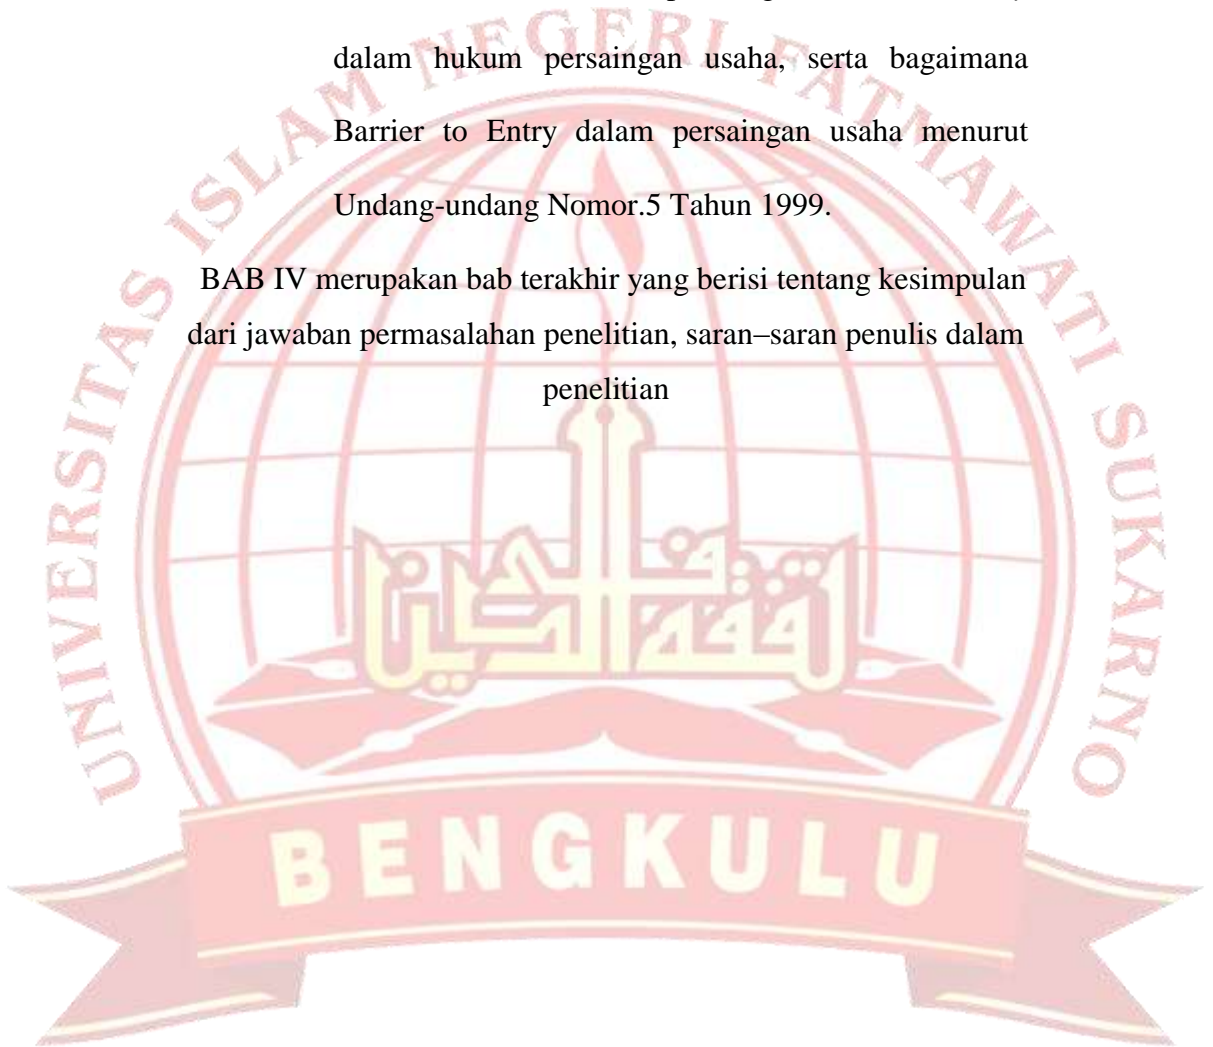 dalam hukum persaingan usaha, serta bagaimana
Barrier to Entry dalam persaingan usaha menurut
Undang-undang Nomor.5 Tahun 1999.
BAB IV merupakan bab terakhir yang berisi tentang kesimpulan
dari jawaban permasalahan penelitian, saran–saran penulis dalam
penelitian
UNIVERSITAS ISLAM NEGERI FATMAWATI SUKARNO
BENGKULU